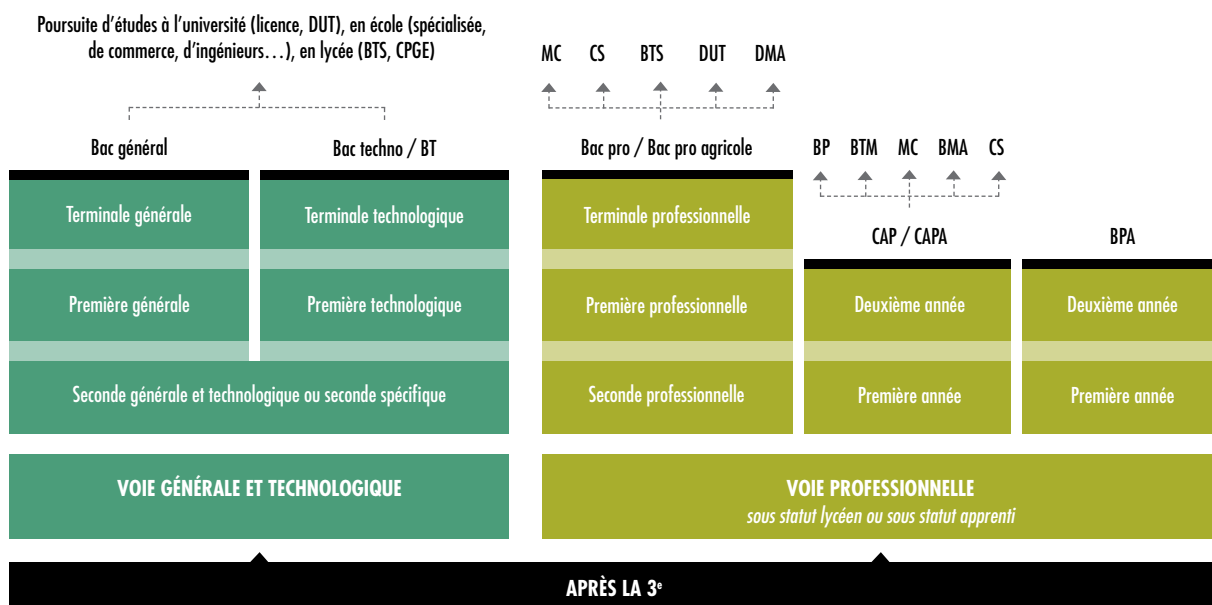 Poursuite d'études à l'université (licence, DUT), en école (spécialisée,
de commerce, d'ingénieurs…), en lycée (BTS, CPGE)
MC CS BTS DUT DMA
Bac général
Bac techno / BT
Bac pro / Bac pro agricole
BP BTM MC BMA CS
Terminale générale
Terminale technologique
Terminale professionnelle
CAP / CAPA
BPA
Première générale
Première technologique
Première professionnelle
Deuxième année
Deuxième année
Seconde générale et technologique ou seconde spécifique
Seconde professionnelle
Première année
Première année
VOIE GÉNÉRALE ET TECHNOLOGIQUE
VOIE PROFESSIONNELLE
sous statut lycéen ou sous statut apprenti
APRÈS LA 3e